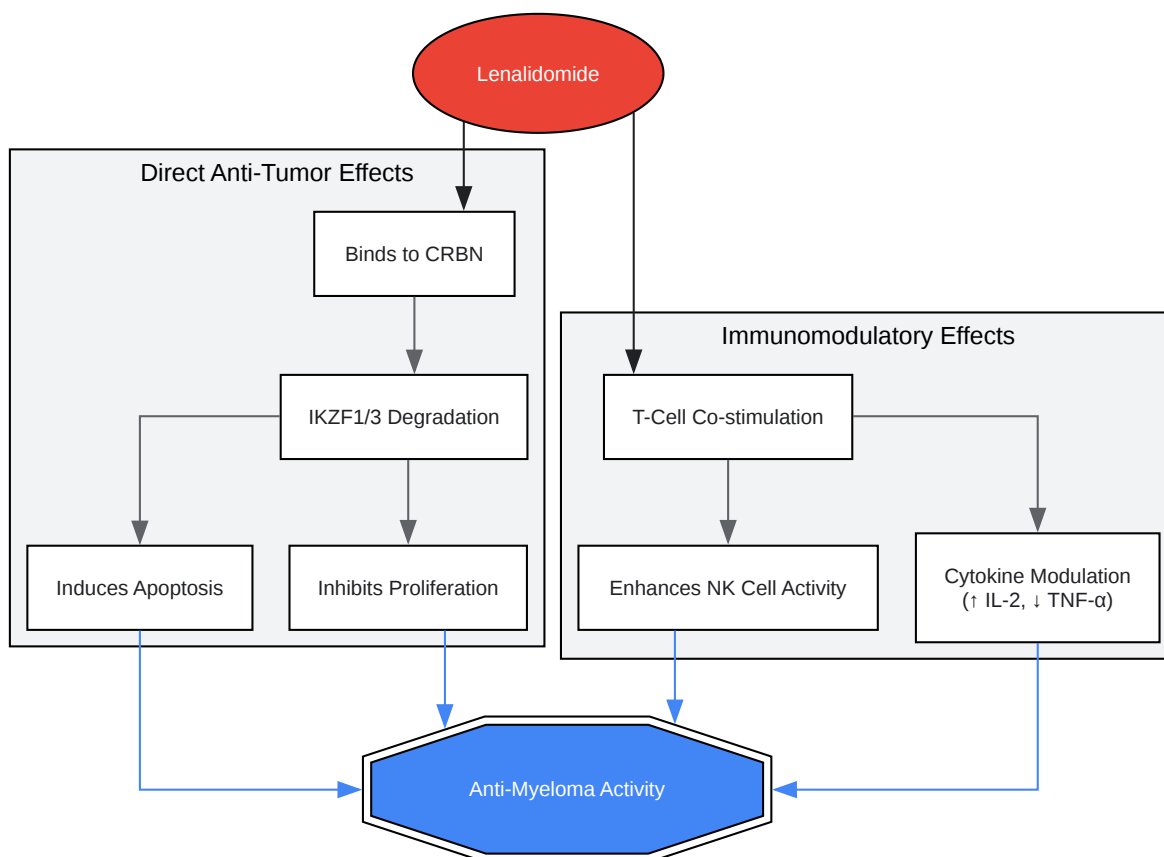 Lenalidomide
Direct Anti-Tumor Effects
Binds to CRBN
IKZF1/3 Degradation
Induces Apoptosis
Inhibits Proliferation
Immunomodulatory Effects
T-Cell Co-stimulation
Enhances NK Cell Activity
Cytokine Modulation
(↑ IL-2, ↓ TNF-α)
Anti-Myeloma Activity